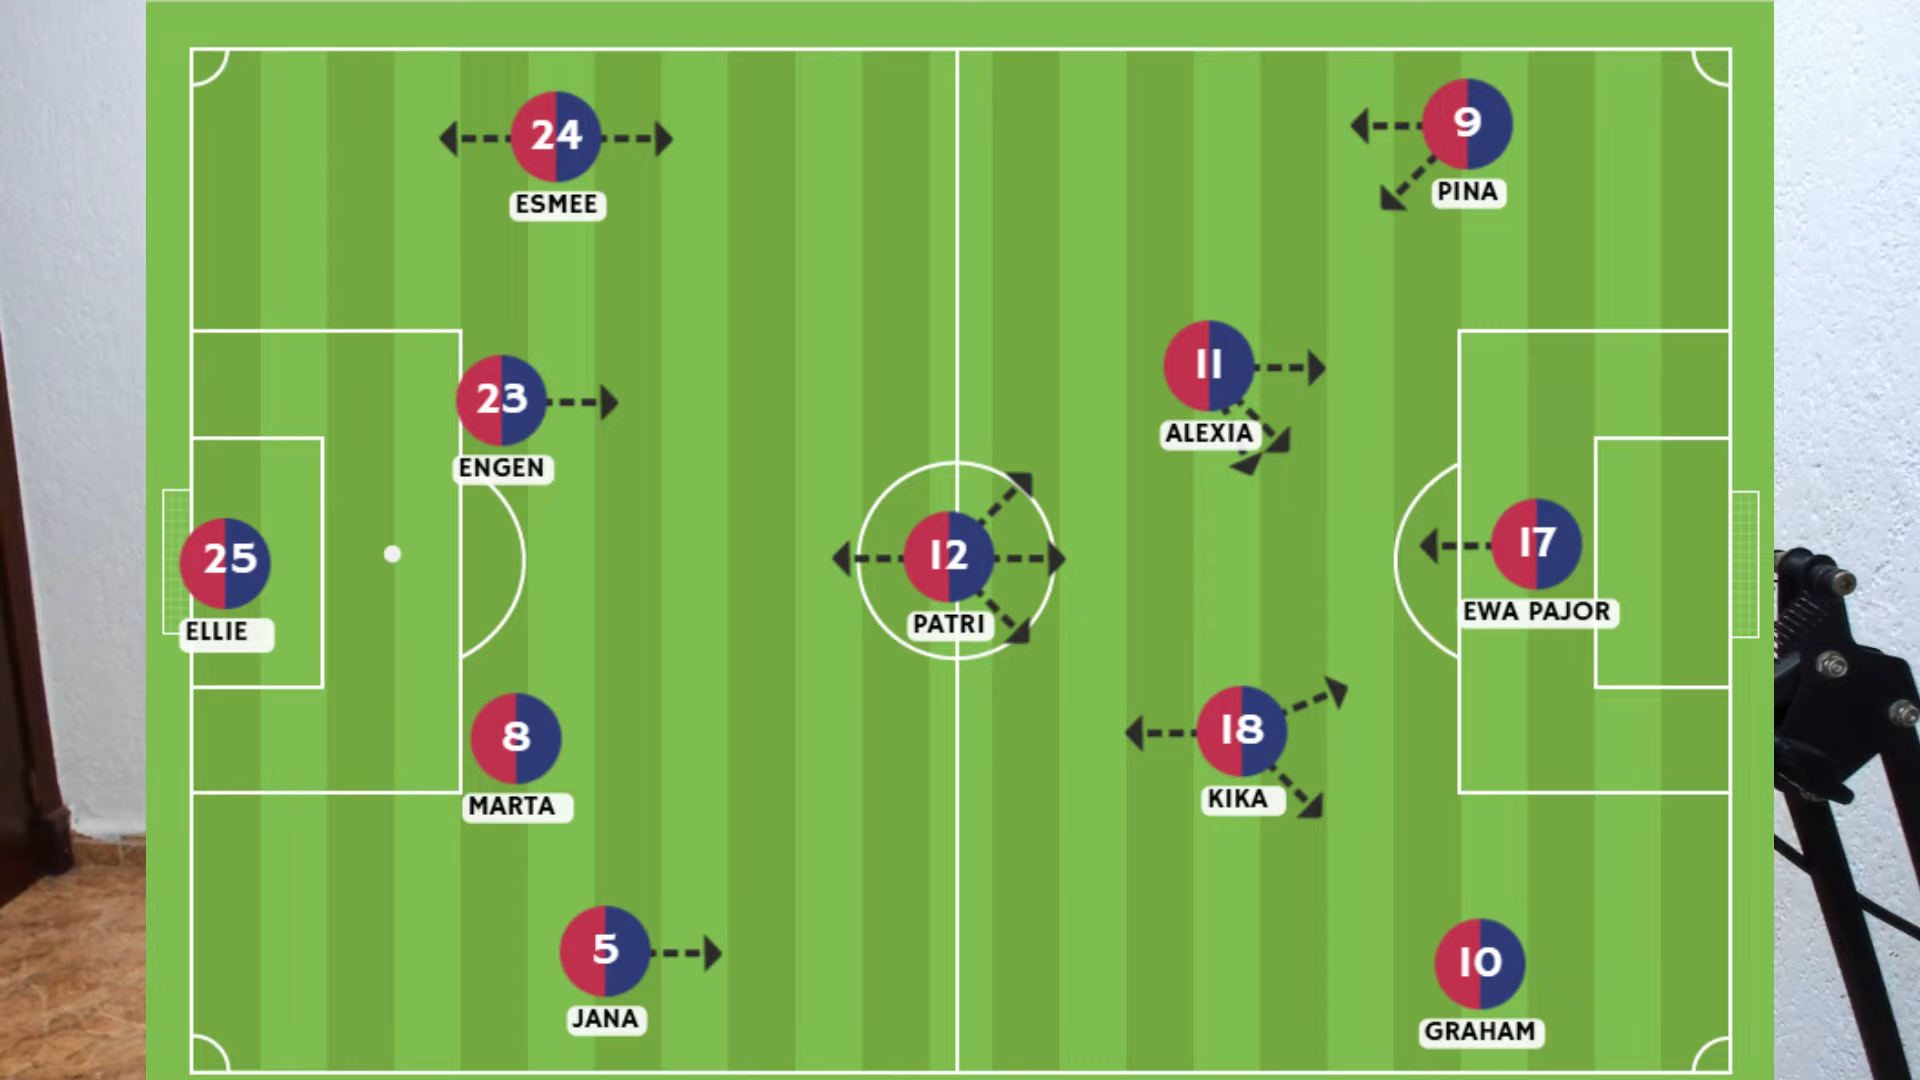 24
ESMEE
9
PINA
23
ENGEN
11
ALEXIA
25
ELLIE
12
PATRI
17
EWA PAJOR
8
MARTA
18
KIKA
5
JANA
10
GRAHAM